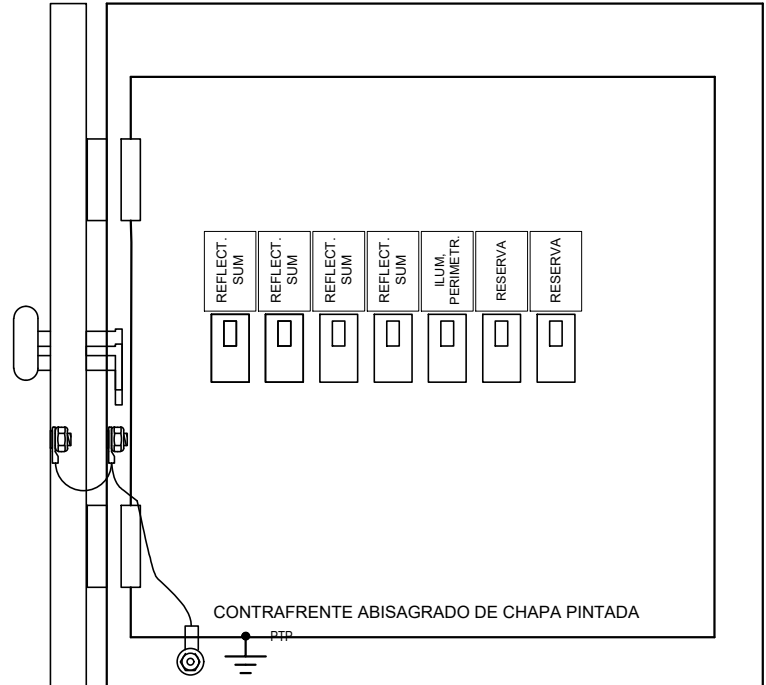 REFLECT.
SUM
REFLECT.
SUM
REFLECT.
SUM
REFLECT.
SUM
ILUM,
PERIMETR.
RESERVA
RESERVA
CONTRAFRENTE ABISAGRADO DE CHAPA PINTADA
PTP